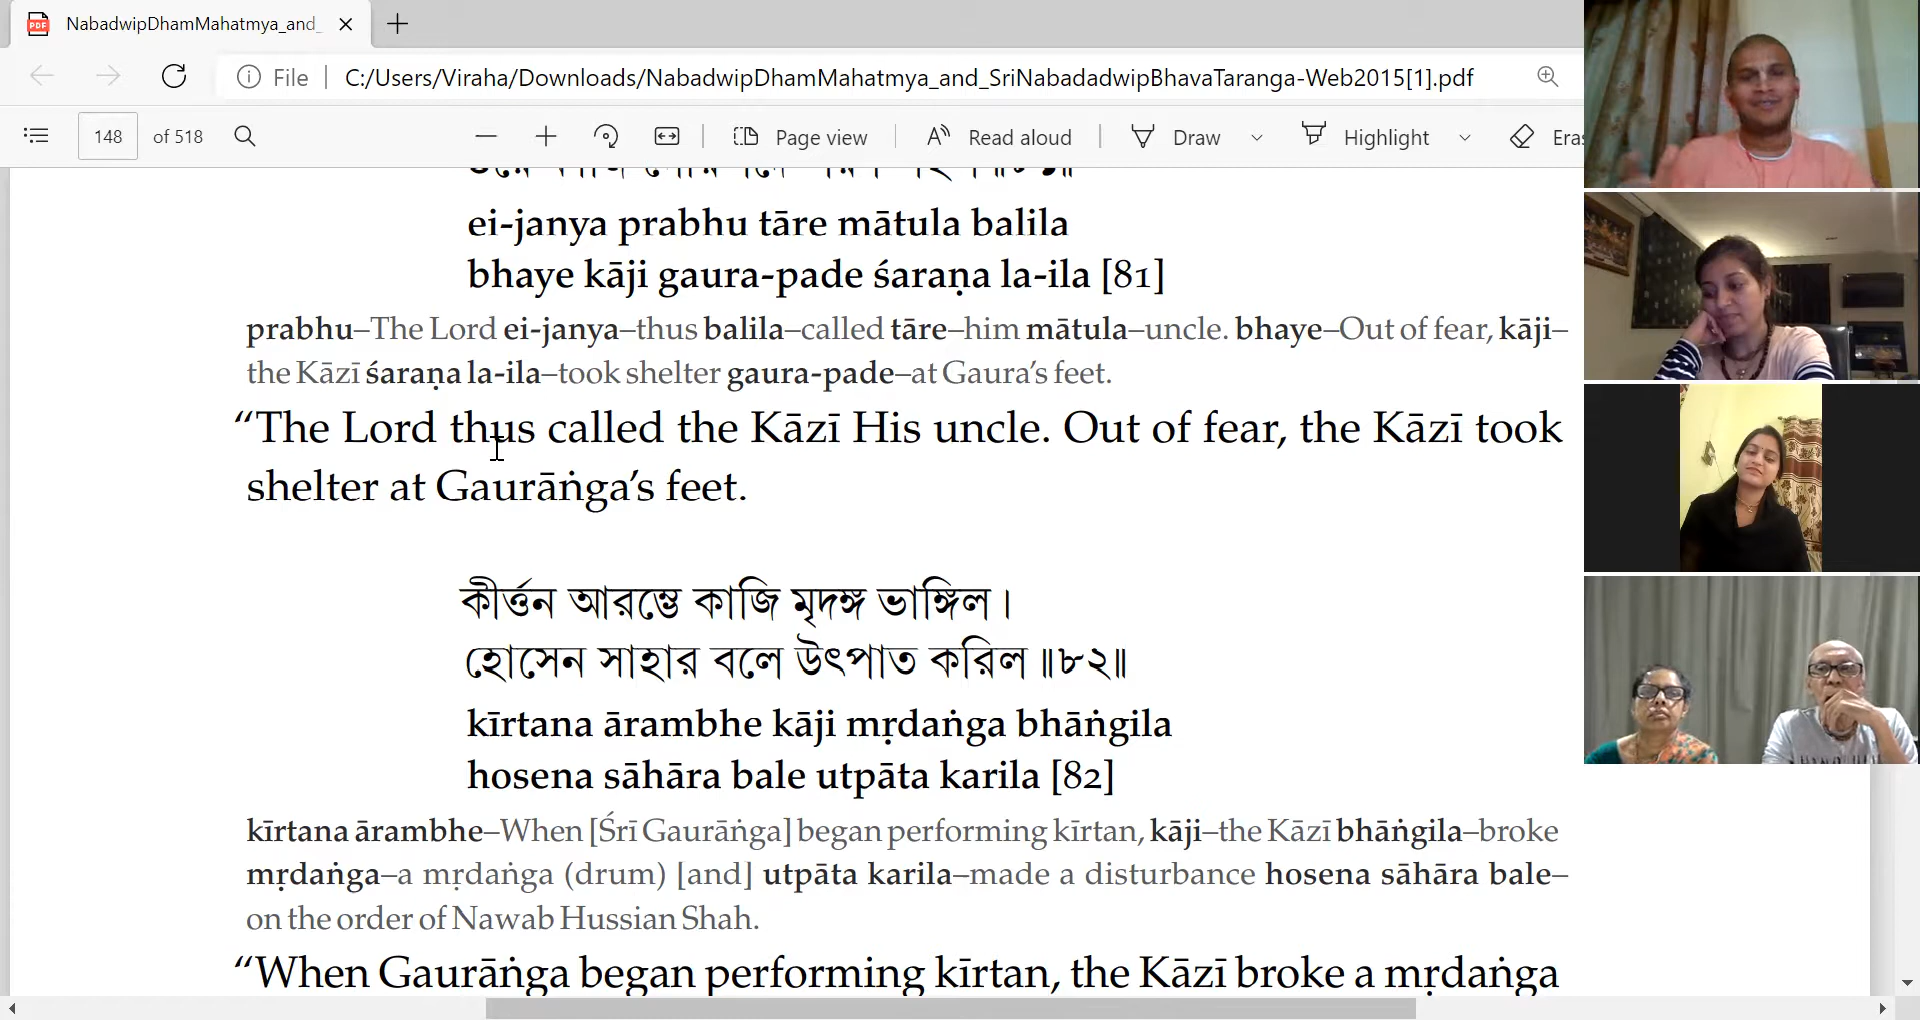 NabadwipDhamMahatmya_and_
File
C:/Users/Viraha/Downloads/NabadwipDhamMahatmya_and_SriNabadadwipBhavaTaranga-Web2015[1].pdf
148 of 518
Page view
Read aloud
Draw
Highlight
Eras
ei-janya prabhu tāre mātula balila
bhaye kāji gaura-pade śaraṇa la-ila [81]
prabhu–The Lord ei-janya–thus balila–called tāre–him mātula–uncle. bhaye–Out of fear, kāji–
the Kāzī śaraṇa la-ila–took shelter gaura-pade–at Gaura’s feet.
“The Lord thus called the Kāzī His uncle. Out of fear, the Kāzī took
shelter at Gaurāṅga’s feet.
কীর্ত্তন আরম্ভে কাজি মৃদঙ্গ ভাঙ্গিল।
হোসেন সাহার বলে উৎপাত করিল॥৮২॥
kīrtana ārambhe kāji mṛdaṅga bhāṅgila
hosena sāhāra bale utpāta karila [82]
kīrtana ārambhe–When [Śrī Gaurāṅga] began performing kīrtan, kāji–the Kāzī bhāṅgila–broke
mṛdaṅga–a mṛdaṅga (drum) [and] utpāta karila–made a disturbance hosena sāhāra bale–
on the order of Nawab Hussian Shah.
“When Gaurāṅga began performing kīrtan, the Kāzī broke a mṛdaṅga